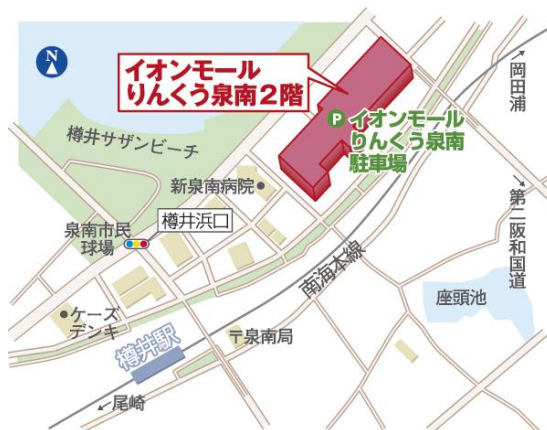 N
イオンモール
りんくう泉南2階
岡田浦
P イオンモール
りんくう泉南
駐車場
樽井サザンビーチ
新泉南病院
第二阪和国道
樽井浜口
泉南市民
球場
南海本線
座頭池
ケーズ
デンキ
〒泉南局
樽井駅
尾崎